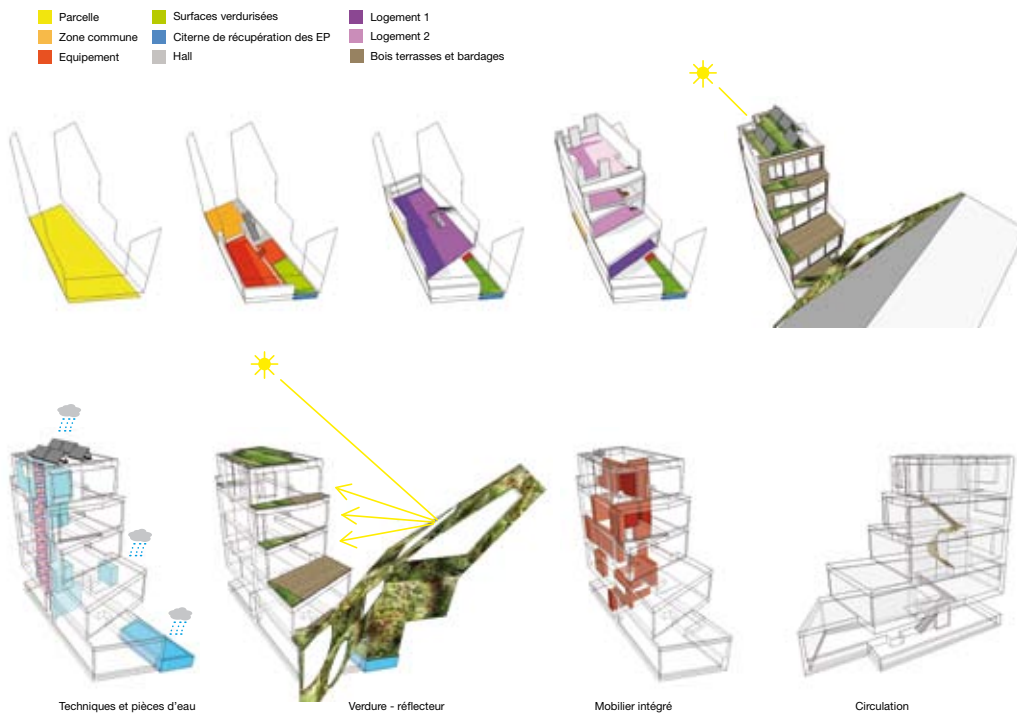 Parcelle
Zone commune
Equipement
Surfaces verdurisées
Citerne de récupération des EP
Hall
Logement 1
Logement 2
Bois terrasses et bardages
Techniques et pièces d'eau
Verdure - réflecteur
Mobilier intégré
Circulation